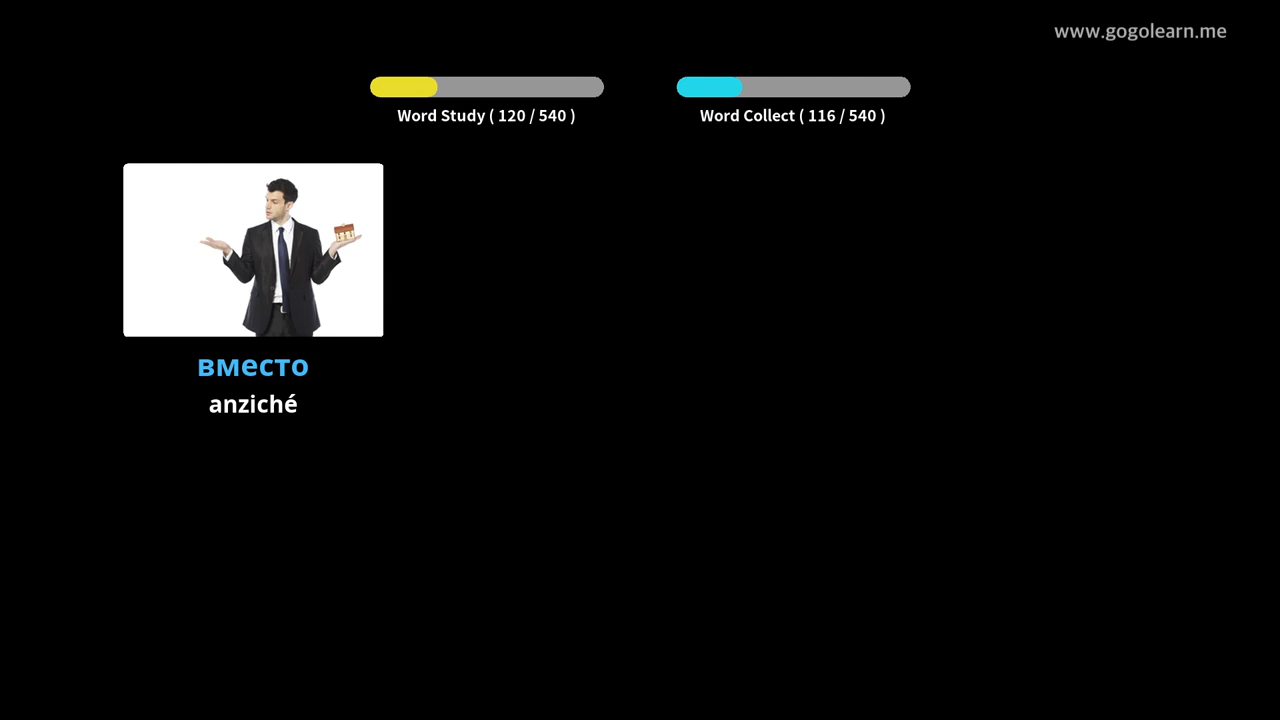 www.gogolearn.me
Word Study ( 120 / 540 )
Word Collect ( 116 / 540 )
вместо
anziché